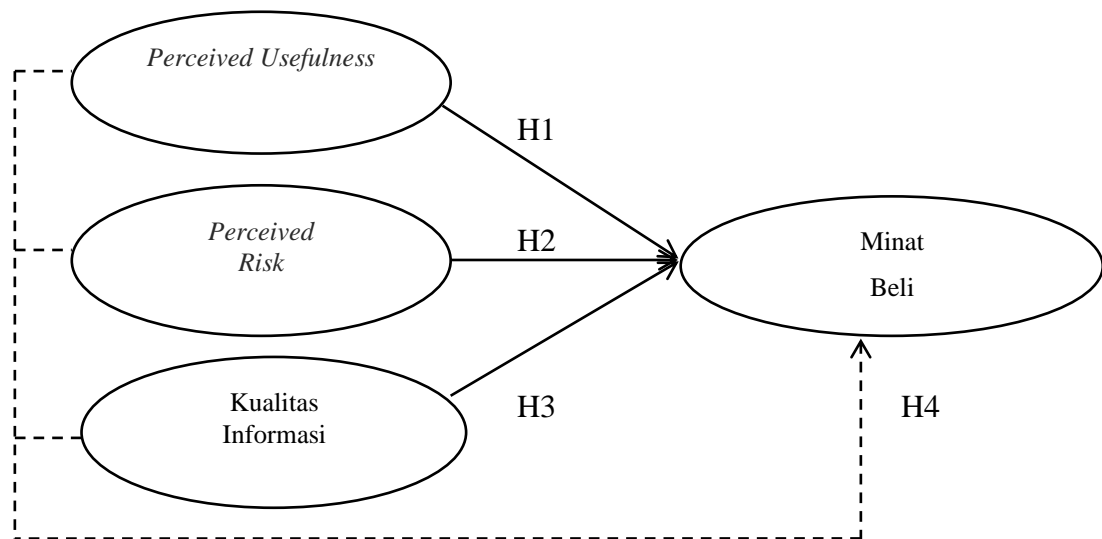 Perceived Usefulness
H1
Perceived
Risk
H2
Minat
Beli
Kualitas
Informasi
H3
H4